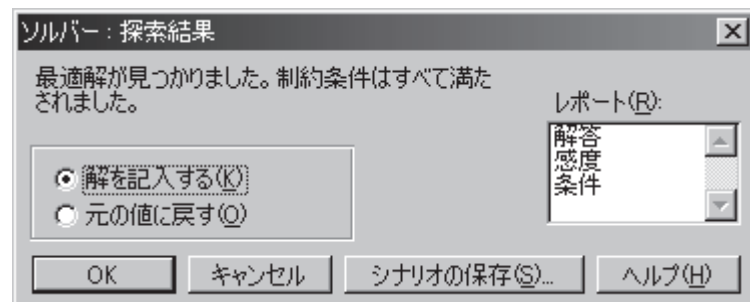 ソルバー：探索結果
最適解が見つかりました。制約条件はすべて満た
されました。
レポート(R):
解答
感度
条件
解を記入する(K)
元の値に戻す(O)
OK
キャンセル
シナリオの保存(S)...
ヘルプ(H)